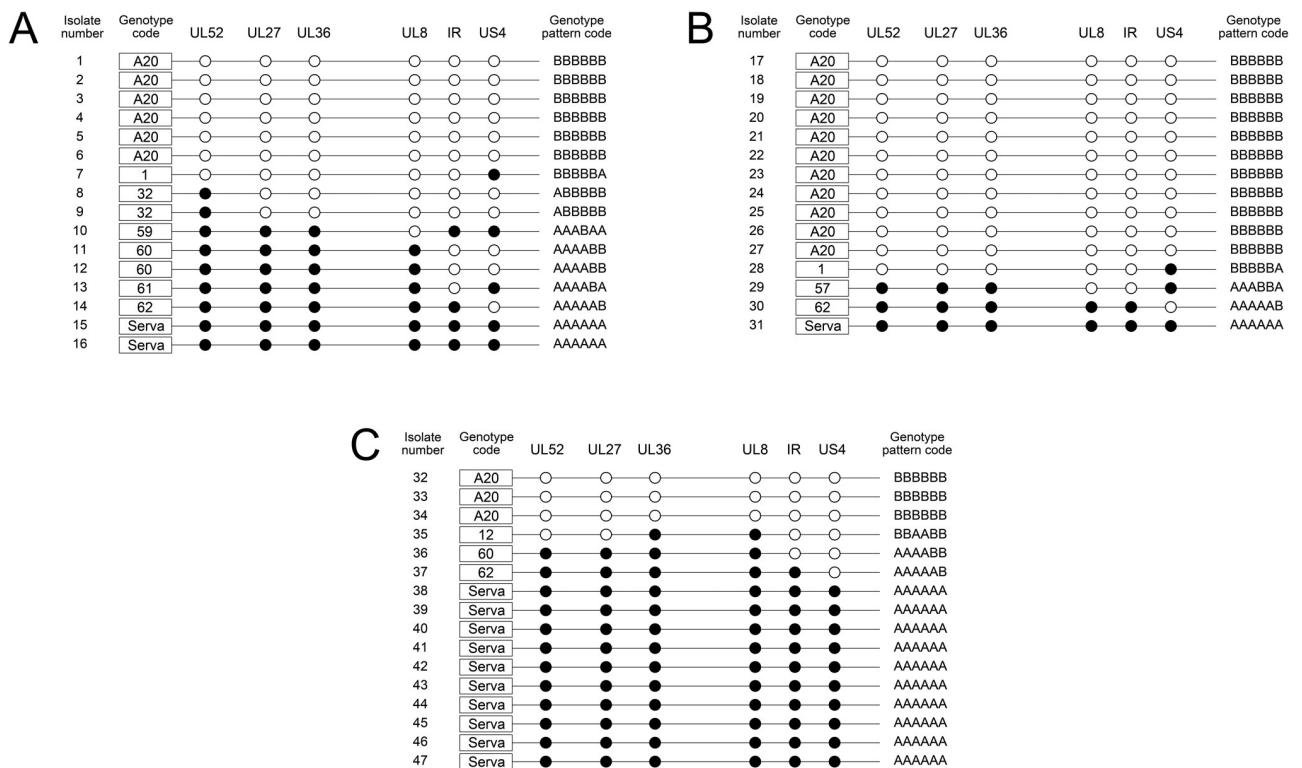 A
Isolate number Genotype code UL52 UL27 UL36 UL8 IR US4 Genotype pattern code
1 A20 BBBBBB
2 A20 BBBBBB
3 A20 BBBBBB
4 A20 BBBBBB
5 A20 BBBBBB
6 A20 BBBBBB
7 1 BBBBBA
8 32 ABBBBB
9 32 ABBBBB
10 59 AAABAA
11 60 AAAABB
12 60 AAAABB
13 61 AAAABA
14 62 AAAAAB
15 Serva AAAAAA
16 Serva AAAAAA
B
Isolate number Genotype code UL52 UL27 UL36 UL8 IR US4 Genotype pattern code
17 A20 BBBBBB
18 A20 BBBBBB
19 A20 BBBBBB
20 A20 BBBBBB
21 A20 BBBBBB
22 A20 BBBBBB
23 A20 BBBBBB
24 A20 BBBBBB
25 A20 BBBBBB
26 A20 BBBBBB
27 A20 BBBBBB
28 1 BBBBBA
29 57 AAABBA
30 62 AAAAAB
31 Serva AAAAAA
C
Isolate number Genotype code UL52 UL27 UL36 UL8 IR US4 Genotype pattern code
32 A20 BBBBBB
33 A20 BBBBBB
34 A20 BBBBBB
35 12 BBAABB
36 60 AAAABB
37 62 AAAAAB
38 Serva AAAAAA
39 Serva AAAAAA
40 Serva AAAAAA
41 Serva AAAAAA
42 Serva AAAAAA
43 Serva AAAAAA
44 Serva AAAAAA
45 Serva AAAAAA
46 Serva AAAAAA
47 Serva AAAAAA